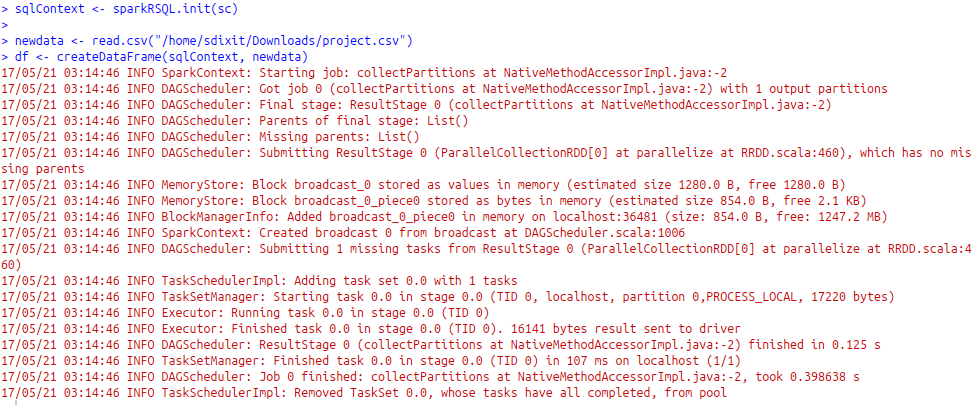 > sqlContext <- sparkRSQL.init(sc)
>
> newdata <- read.csv("/home/sdixit/Downloads/project.csv")
> df <- createDataFrame(sqlContext, newdata)
17/05/21 03:14:46 INFO SparkContext: Starting job: collectPartitions at NativeMethodAccessorImpl.java:-2
17/05/21 03:14:46 INFO DAGScheduler: Got job 0 (collectPartitions at NativeMethodAccessorImpl.java:-2) with 1 output partitions
17/05/21 03:14:46 INFO DAGScheduler: Final stage: ResultStage 0 (collectPartitions at NativeMethodAccessorImpl.java:-2)
17/05/21 03:14:46 INFO DAGScheduler: Parents of final stage: List()
17/05/21 03:14:46 INFO DAGScheduler: Missing parents: List()
17/05/21 03:14:46 INFO DAGScheduler: Submitting ResultStage 0 (ParallelCollectionRDD[0] at parallelize at RRDD.scala:460), which has no mis
sing parents
17/05/21 03:14:46 INFO MemoryStore: Block broadcast_0 stored as values in memory (estimated size 1280.0 B, free 1280.0 B)
17/05/21 03:14:46 INFO MemoryStore: Block broadcast_0_piece0 stored as bytes in memory (estimated size 854.0 B, free 2.1 KB)
17/05/21 03:14:46 INFO BlockManagerInfo: Added broadcast_0_piece0 in memory on localhost:36481 (size: 854.0 B, free: 1247.2 MB)
17/05/21 03:14:46 INFO SparkContext: Created broadcast 0 from broadcast at DAGScheduler.scala:1006
17/05/21 03:14:46 INFO DAGScheduler: Submitting 1 missing tasks from ResultStage 0 (ParallelCollectionRDD[0] at parallelize at RRDD.scala:4
60)
17/05/21 03:14:46 INFO TaskSchedulerImpl: Adding task set 0.0 with 1 tasks
17/05/21 03:14:46 INFO TaskSetManager: Starting task 0.0 in stage 0.0 (TID 0, localhost, partition 0,PROCESS_LOCAL, 17220 bytes)
17/05/21 03:14:46 INFO Executor: Running task 0.0 in stage 0.0 (TID 0)
17/05/21 03:14:46 INFO Executor: Finished task 0.0 in stage 0.0 (TID 0). 16141 bytes result sent to driver
17/05/21 03:14:46 INFO DAGScheduler: ResultStage 0 (collectPartitions at NativeMethodAccessorImpl.java:-2) finished in 0.125 s
17/05/21 03:14:46 INFO TaskSetManager: Finished task 0.0 in stage 0.0 (TID 0) in 107 ms on localhost (1/1)
17/05/21 03:14:46 INFO DAGScheduler: Job 0 finished: collectPartitions at NativeMethodAccessorImpl.java:-2, took 0.398638 s
17/05/21 03:14:46 INFO TaskSchedulerImpl: Removed TaskSet 0.0, whose tasks have all completed, from pool